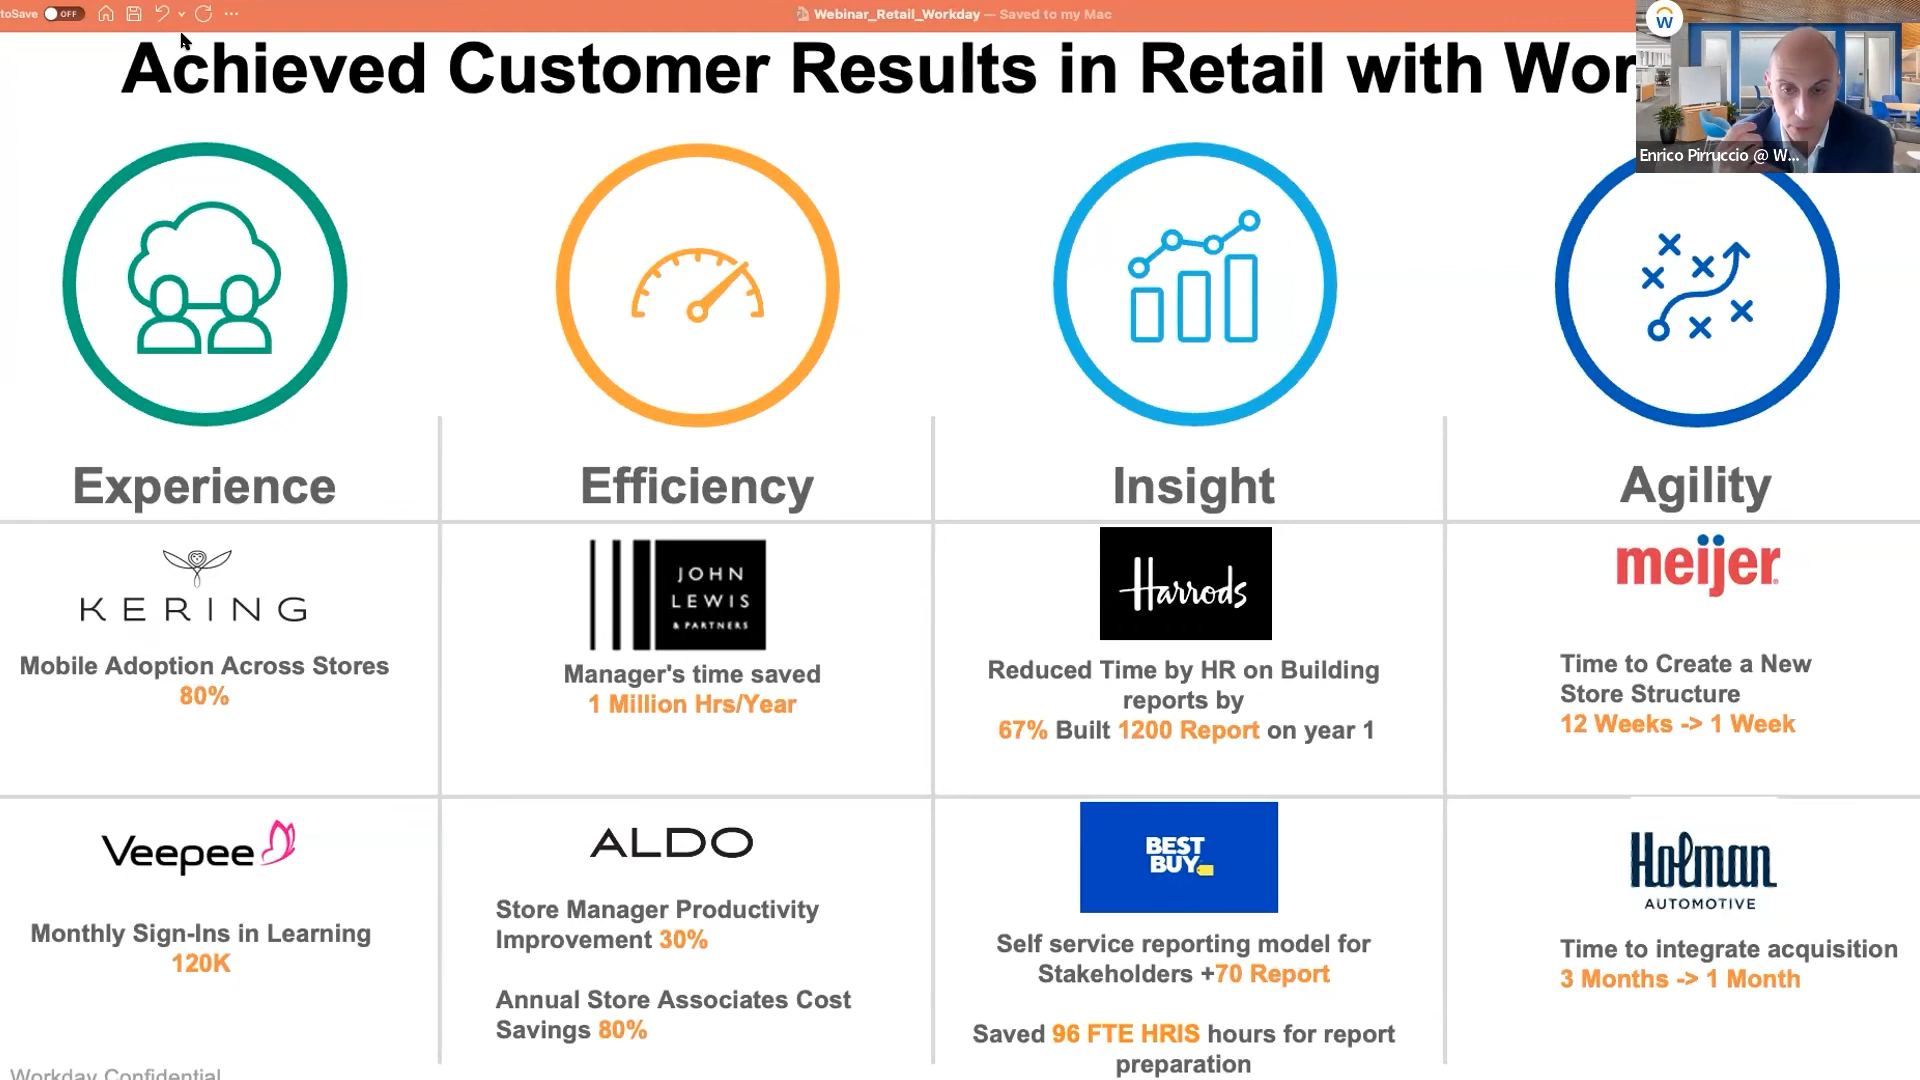 toSave OFF
Webinar_Retail_Workday — Saved to my Mac
Achieved Customer Results in Retail with Wor
W
Enrico Pirruccio @ W...
Experience
Efficiency
Insight
Agility
KERING
Mobile Adoption Across Stores
80%
JOHN
LEWIS
& PARTNERS
Manager's time saved
1 Million Hrs/Year
Harrods
Reduced Time by HR on Building
reports by
67% Built 1200 Report on year 1
meijer
Time to Create a New
Store Structure
12 Weeks -> 1 Week
Veepee
Monthly Sign-Ins in Learning
120K
ALDO
Store Manager Productivity
Improvement 30%
Annual Store Associates Cost
Savings 80%
BEST
BUY
Self service reporting model for
Stakeholders +70 Report
Saved 96 FTE HRIS hours for report
preparation
Holman
AUTOMOTIVE
Time to integrate acquisition
3 Months -> 1 Month
Workday Confidential